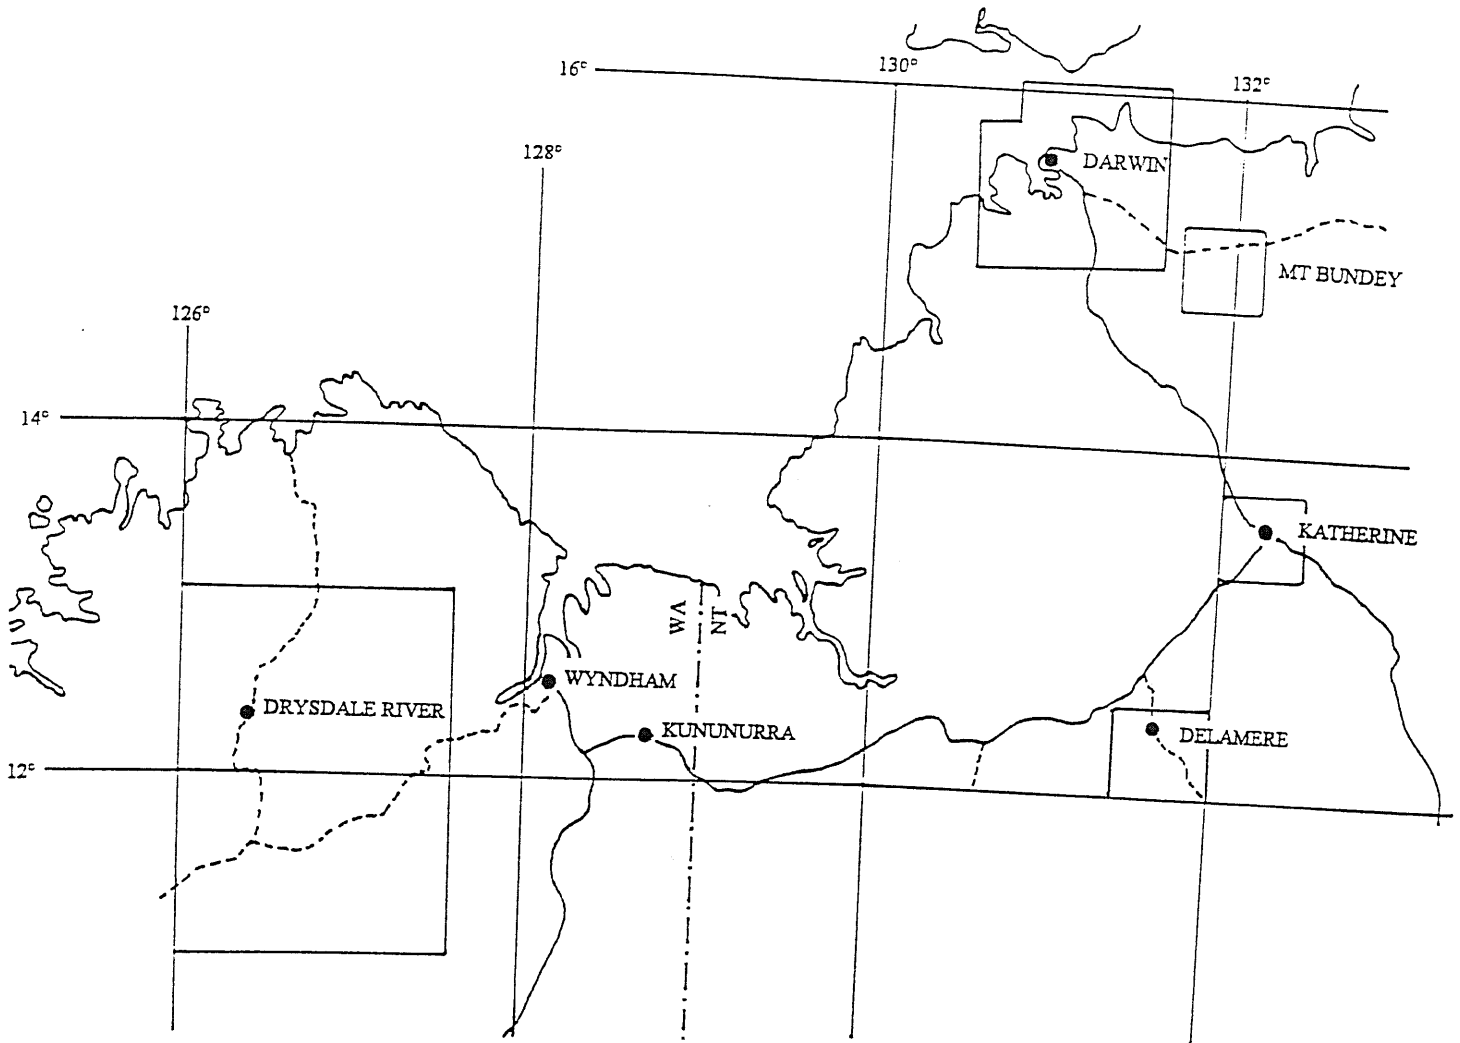 16°
130°
132°
128°
DARWIN
MT BUNDEY
126°
14°
KATHERINE
WA
NT
WYNDHAM
DRYSDALE RIVER
KUNUNURRA
DELAMERE
12°